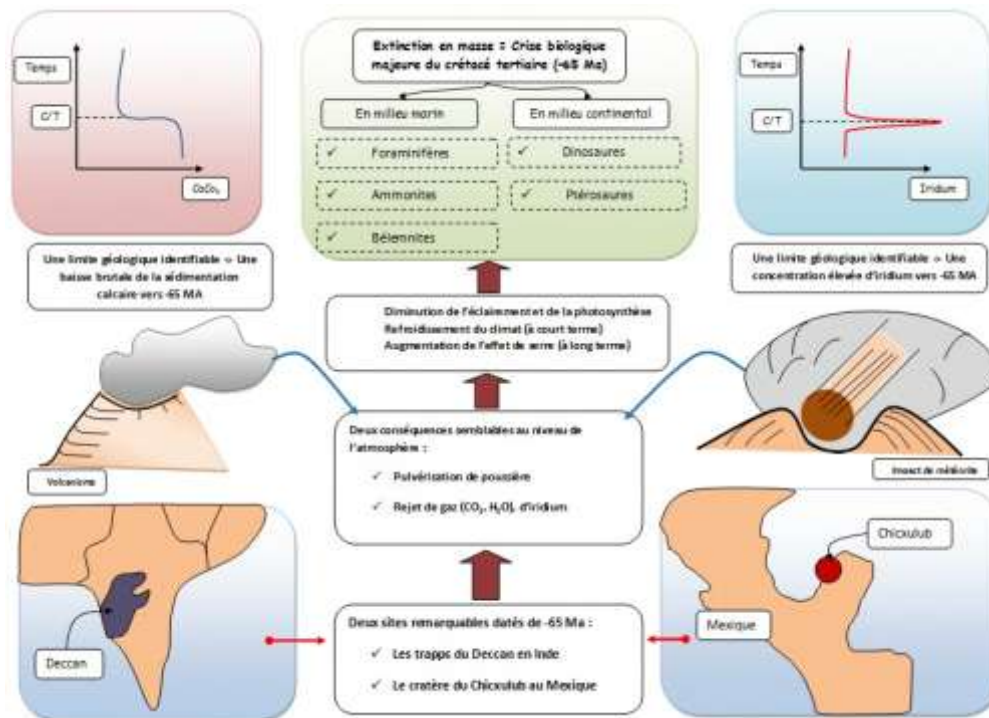 Temps
C/T
CaCo₃
Extinction en masse = Crise biologique
majeure du crétacé tertiaire (-65 Ma)
En milieu marin
En milieu continental
✓ Foraminifères
✓ Dinosaures
✓ Ammonites
✓ Ptérosaures
✓ Bélemnites
Temps
C/T
Iridum
Une limite géologique identifiable = Une
baisse brutale de la sédimentation
calcaire vers -65 MA
Une limite géologique identifiable = Une
concentration élevée d'iridium vers -65 MA
Diminution de l'éclairement et de la photosynthèse
Refroidissement du climat (à court terme)
Augmentation de l'effet de serre (à long terme)
Deux conséquences semblables au niveau de
l'atmosphère :
✓ Pulvérisation de poussière
✓ Rejet de gaz (CO₂, H₂O), d'iridium
Volcanisme
Impact de météorite
Deccan
Deux sites remarquables datés de -65 Ma :
✓ Les trapps du Deccan en Inde
✓ Le cratère du Chicxulub au Mexique
Chicxulub
Mexique